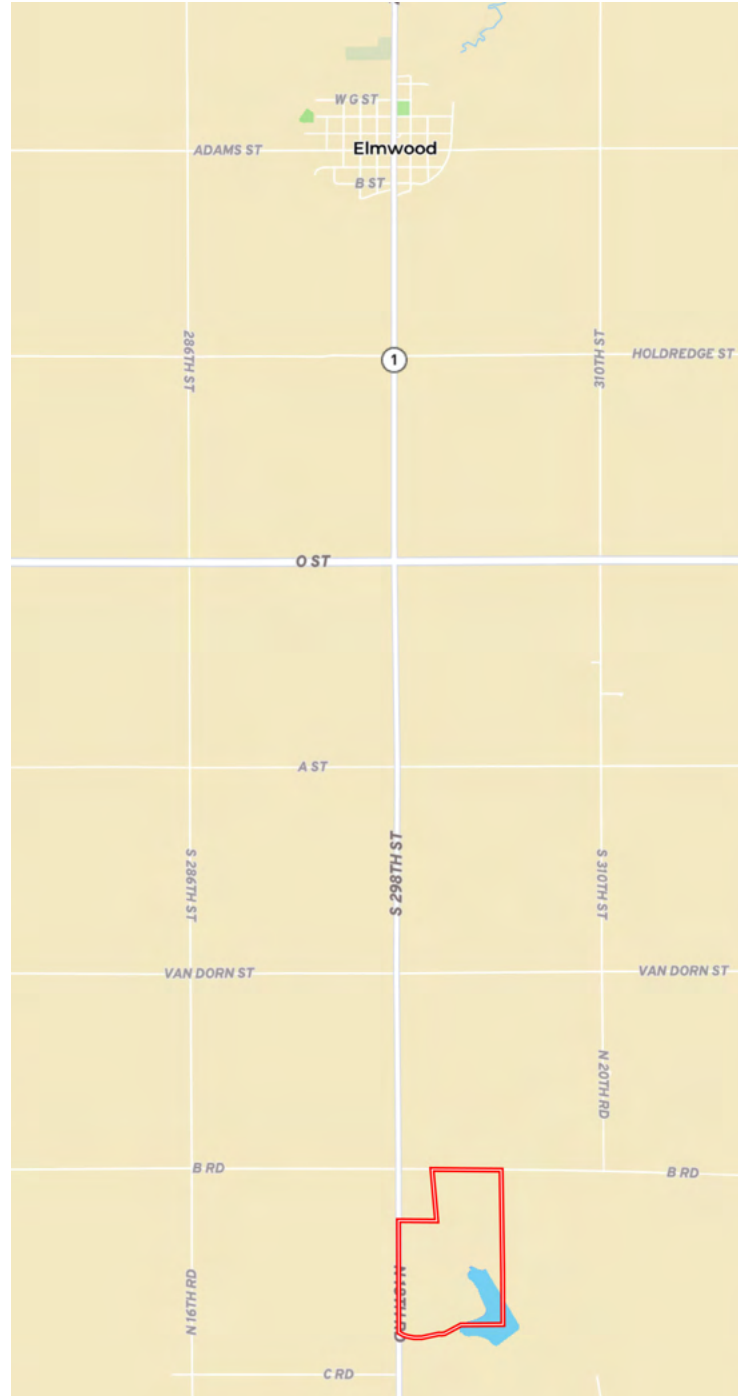 W G ST
ADAMS ST
Elmwood
B ST
286TH ST
1
310TH ST
HOLDREDGE ST
O ST
A ST
S 286TH ST
S 298TH ST
S 310TH ST
VAN DORN ST
VAN DORN ST
N 20TH RD
B RD
B RD
N 16TH RD
C RD